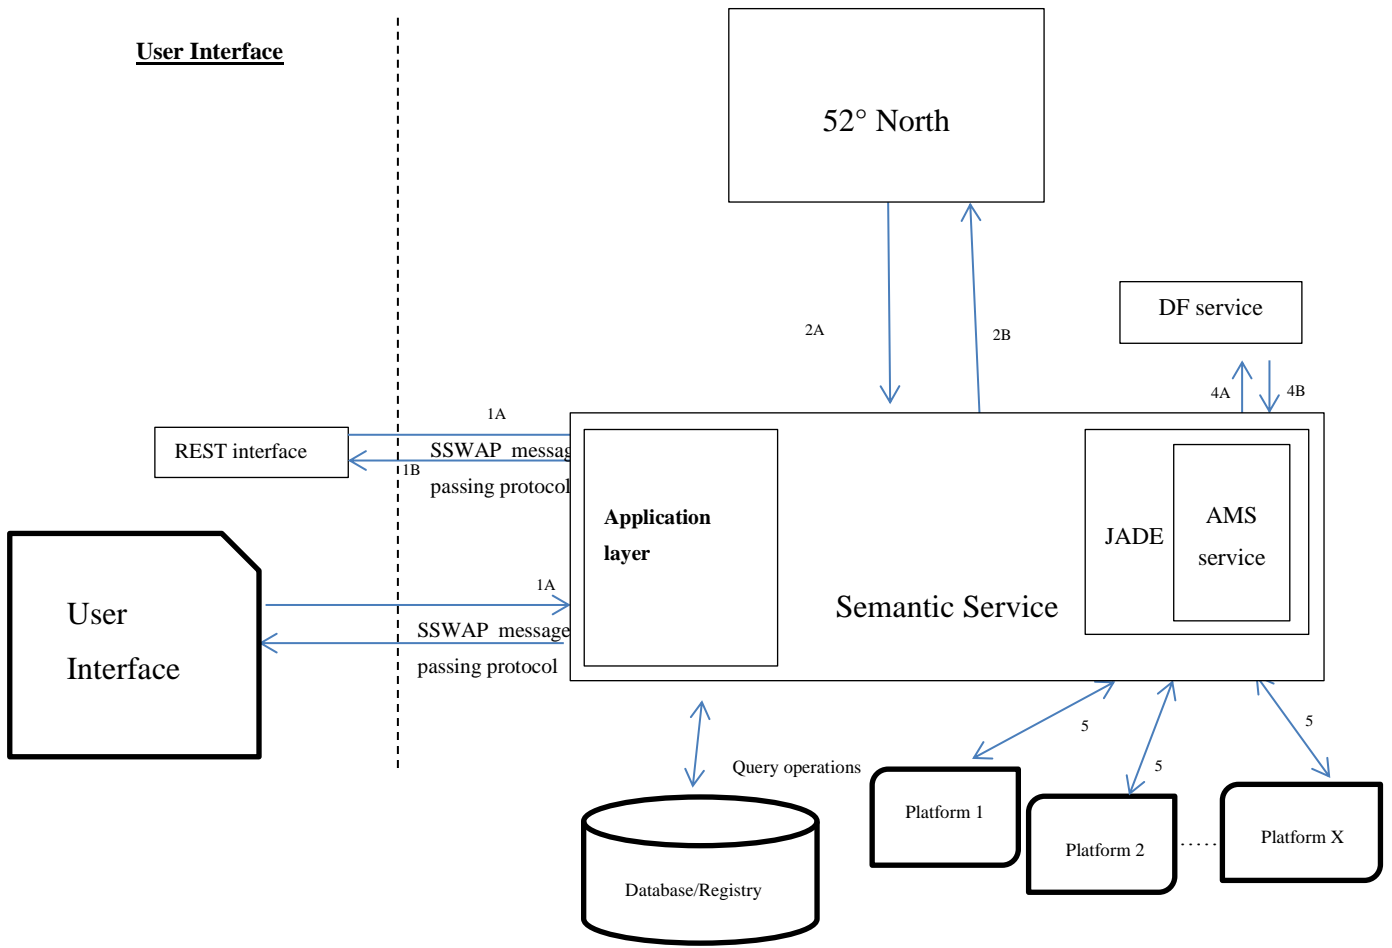 User Interface
52° North
DF service
2A
2B
4A
4B
1A
REST interface
SSWAP messag
1B
passing protocol
Application
layer
JADE
AMS
service
1A
User
Interface
Semantic Service
SSWAP message
passing protocol
5
5
5
Query operations
Platform 1
Platform 2
.....
Platform X
Database/Registry